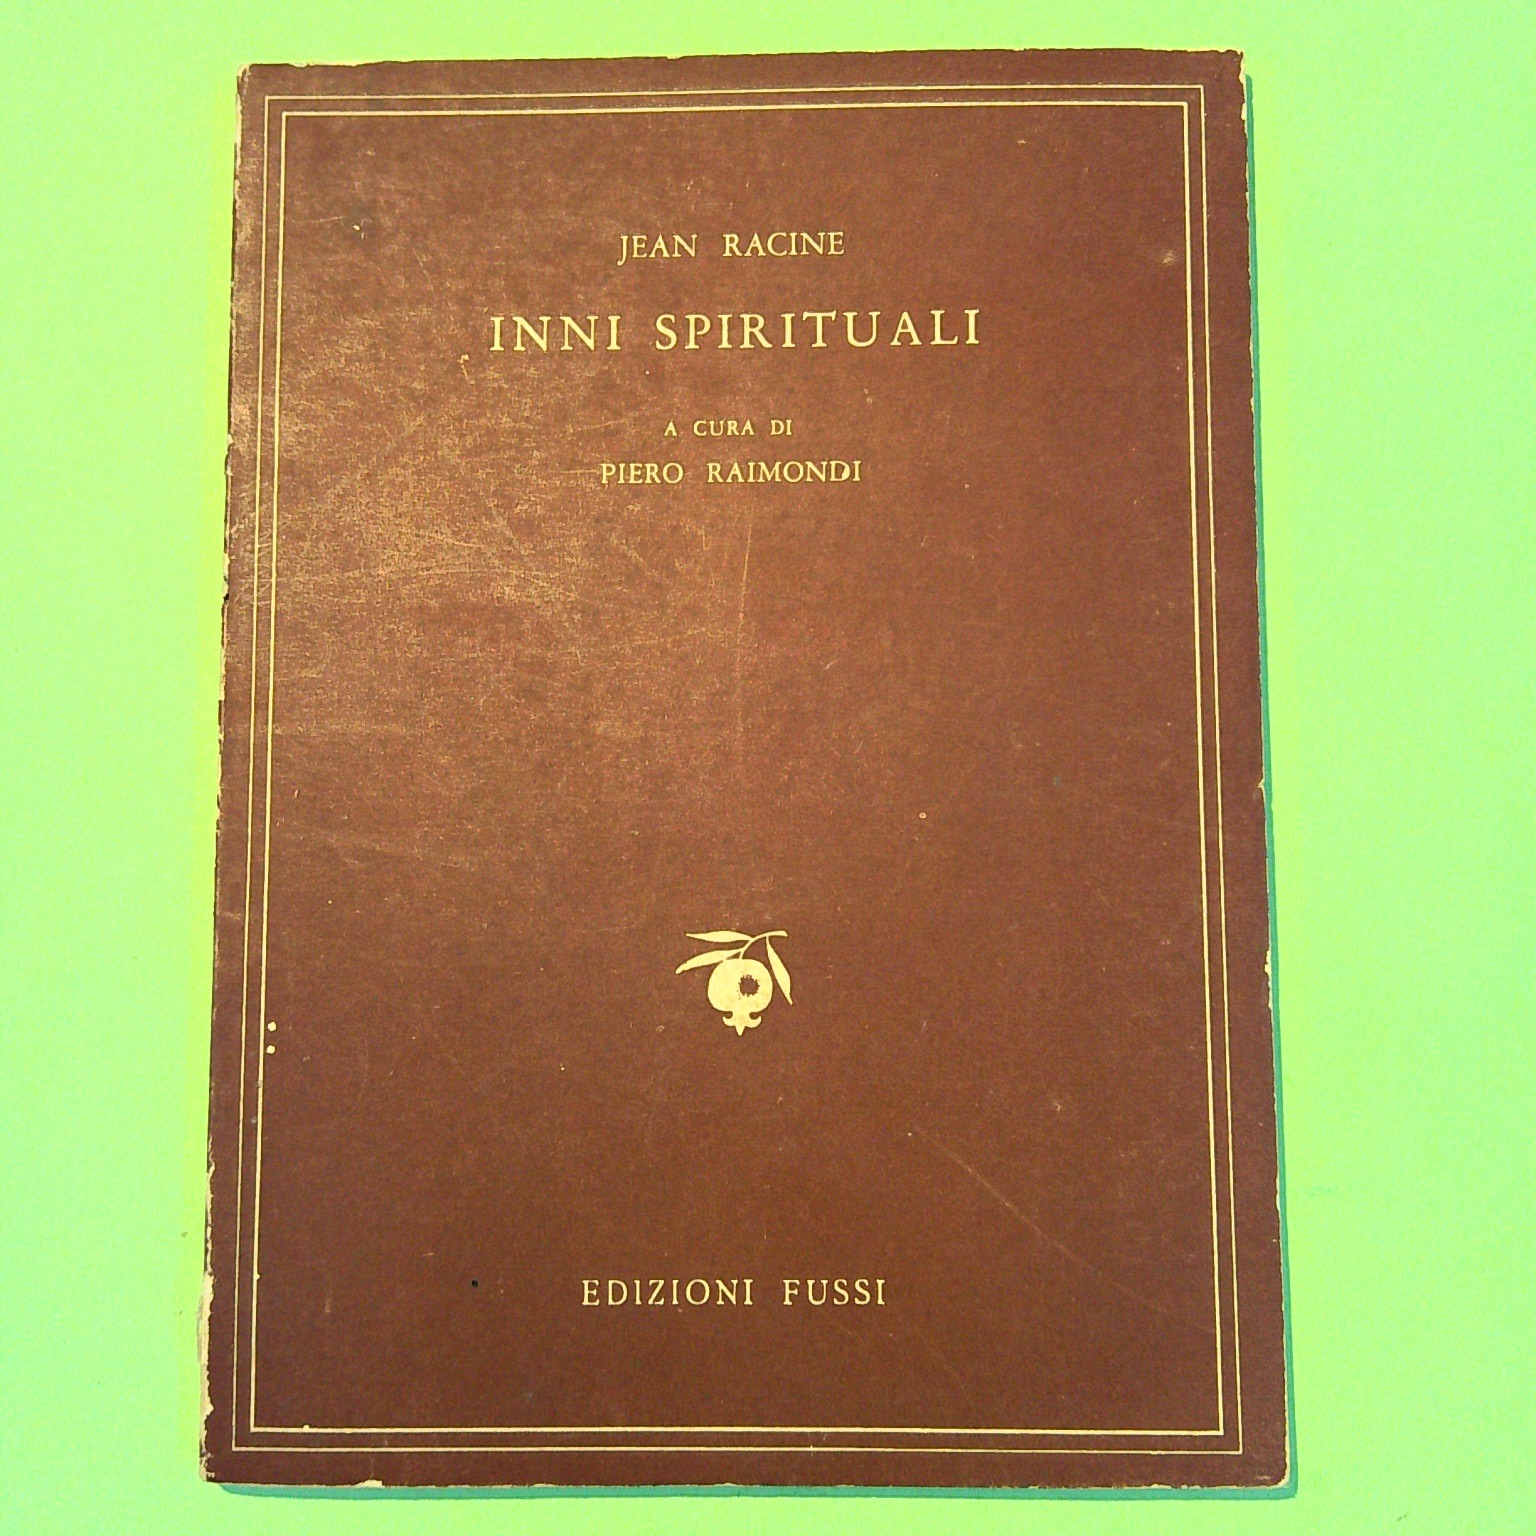 JEAN RACINE
INNI SPIRITUALI
A CURA DI
PIERO RAIMONDI
EDIZIONI FUSSI